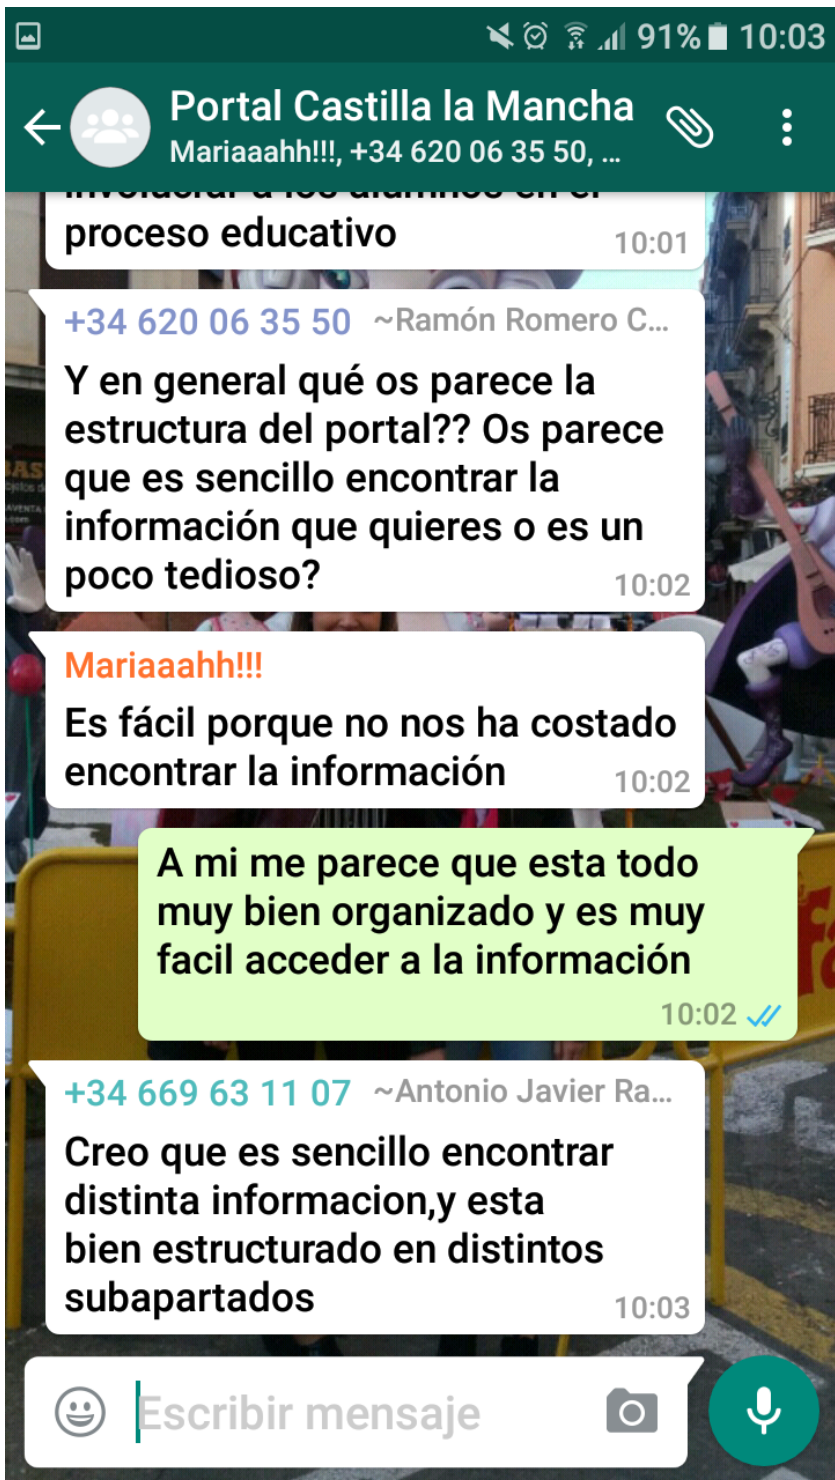 91% 10:03
Portal Castilla la Mancha
Mariaaahh!!!, +34 620 06 35 50, ...
involucrar a los alumnos en el
proceso educativo
10:01
+34 620 06 35 50 ~Ramón Romero C...
Y en general qué os parece la
estructura del portal?? Os parece
que es sencillo encontrar la
información que quieres o es un
poco tedioso?
10:02
Mariaaahh!!!
Es fácil porque no nos ha costado
encontrar la información
10:02
A mi me parece que esta todo
muy bien organizado y es muy
facil acceder a la información
10:02
+34 669 63 11 07 ~Antonio Javier Ra...
Creo que es sencillo encontrar
distinta informacion,y esta
bien estructurado en distintos
subapartados
10:03
Escribir mensaje